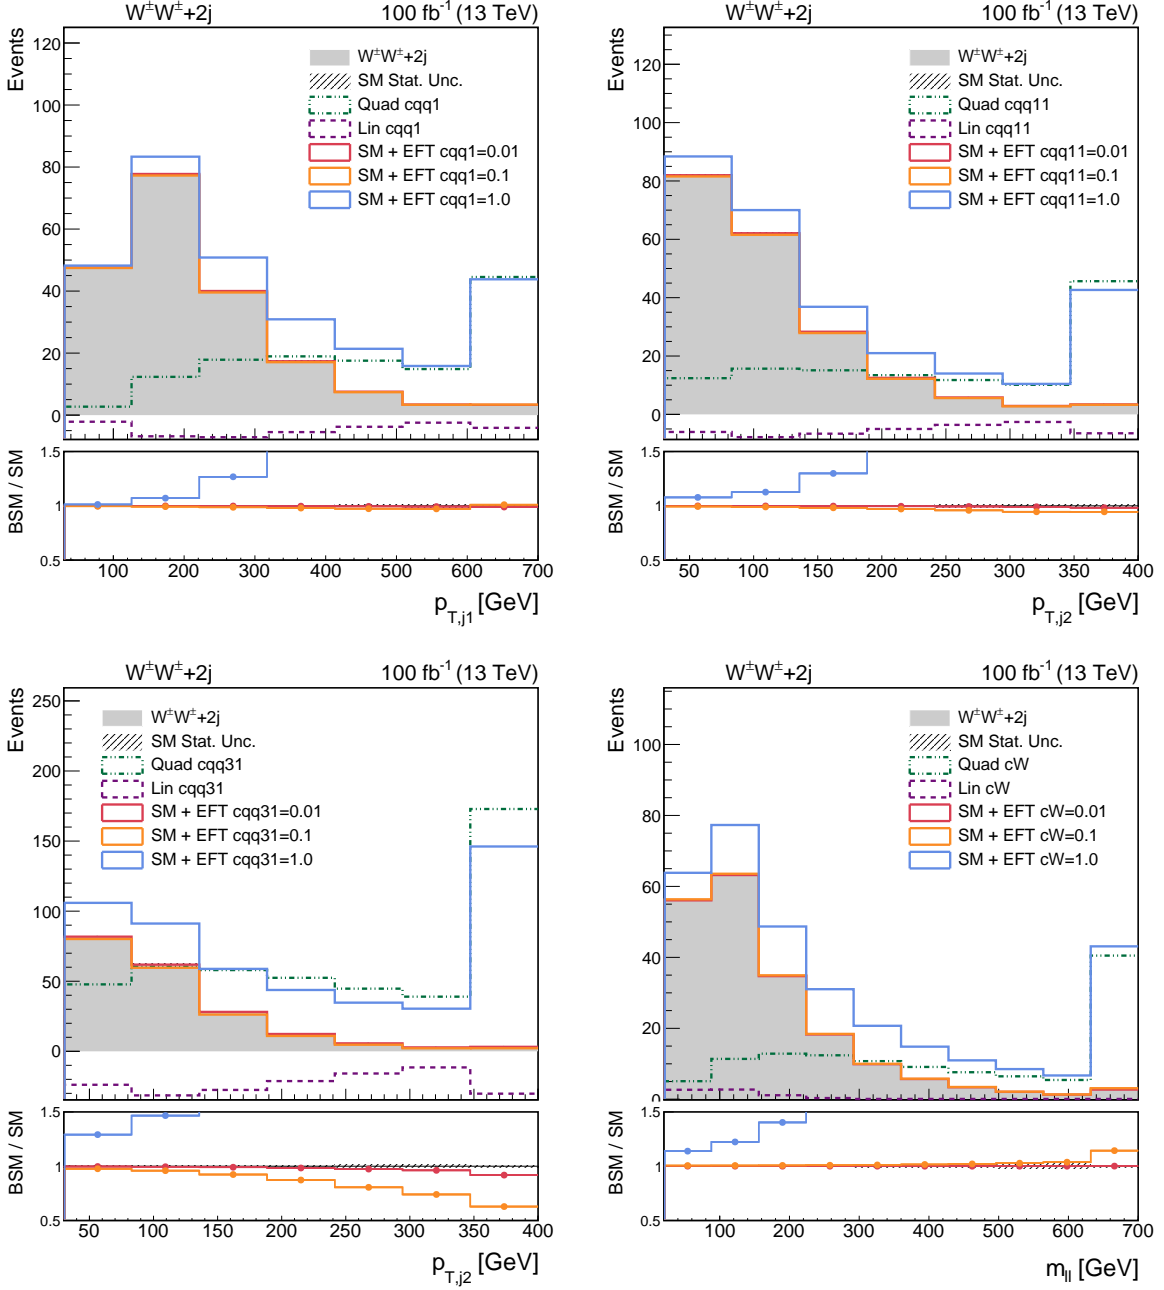 W±W±+2j 100 fb-1 (13 TeV)
Events
120
100
80
60
40
20
0
W±W±+2j
SM Stat. Unc.
Quad cqq1
Lin cqq1
SM + EFT cqq1=0.01
SM + EFT cqq1=0.1
SM + EFT cqq1=1.0
BSM / SM
1.5
1
0.5
100 200 300 400 500 600 700
pT,j1 [GeV]
W±W±+2j 100 fb-1 (13 TeV)
Events
120
100
80
60
40
20
0
W±W±+2j
SM Stat. Unc.
Quad cqq11
Lin cqq11
SM + EFT cqq11=0.01
SM + EFT cqq11=0.1
SM + EFT cqq11=1.0
BSM / SM
1.5
1
0.5
50 100 150 200 250 300 350 400
pT,j2 [GeV]
W±W±+2j 100 fb-1 (13 TeV)
Events
250
200
150
100
50
0
W±W±+2j
SM Stat. Unc.
Quad cqq31
Lin cqq31
SM + EFT cqq31=0.01
SM + EFT cqq31=0.1
SM + EFT cqq31=1.0
BSM / SM
1.5
1
0.5
50 100 150 200 250 300 350 400
pT,j2 [GeV]
W±W±+2j 100 fb-1 (13 TeV)
Events
100
80
60
40
20
0
W±W±+2j
SM Stat. Unc.
Quad cW
Lin cW
SM + EFT cW=0.01
SM + EFT cW=0.1
SM + EFT cW=1.0
BSM / SM
1.5
1
0.5
100 200 300 400 500 600 700
mll [GeV]